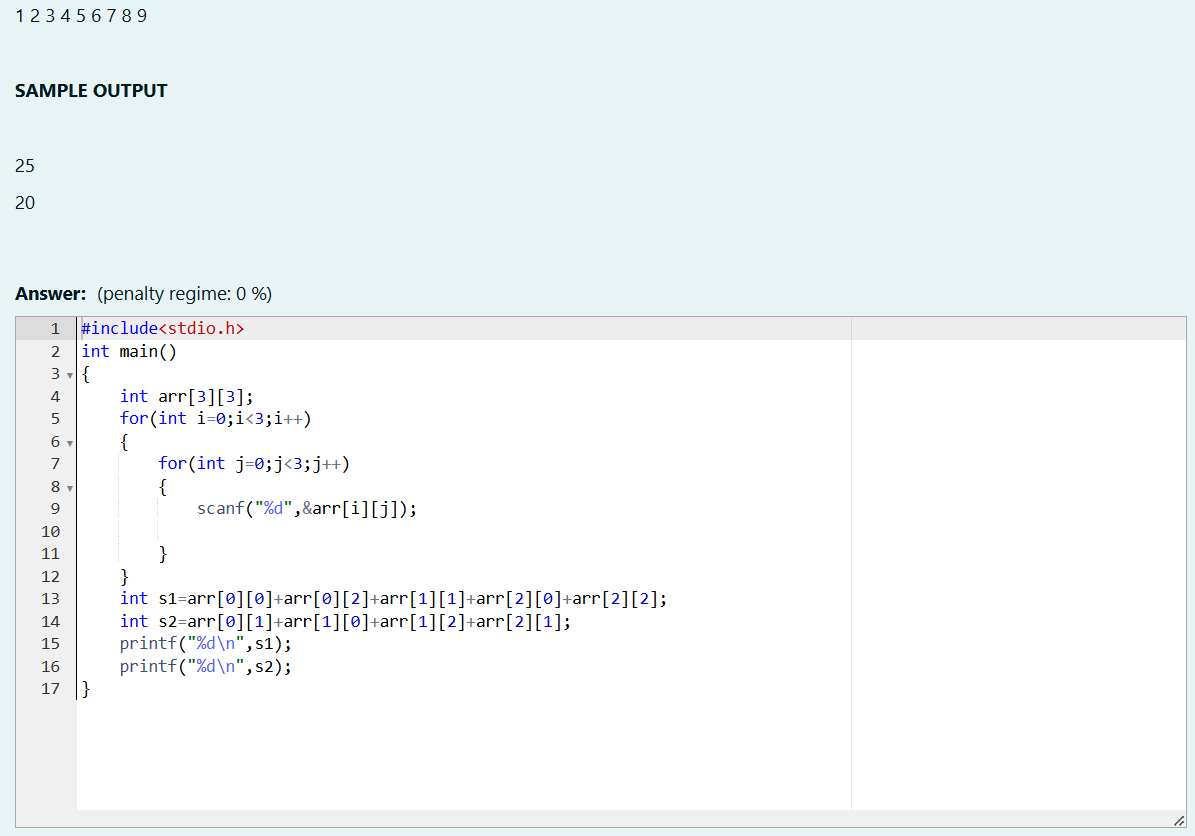 1 2 3 4 5 6 7 8 9
SAMPLE OUTPUT
25
20
Answer: (penalty regime: 0 %)
1 #include<stdio.h>
2 int main()
3 {
4     int arr[3][3];
5     for(int i=0;i<3;i++)
6     {
7         for(int j=0;j<3;j++)
8         {
9             scanf("%d",&arr[i][j]);
10
11         }
12     }
13     int s1=arr[0][0]+arr[0][2]+arr[1][1]+arr[2][0]+arr[2][2];
14     int s2=arr[0][1]+arr[1][0]+arr[1][2]+arr[2][1];
15     printf("%d\n",s1);
16     printf("%d\n",s2);
17 }